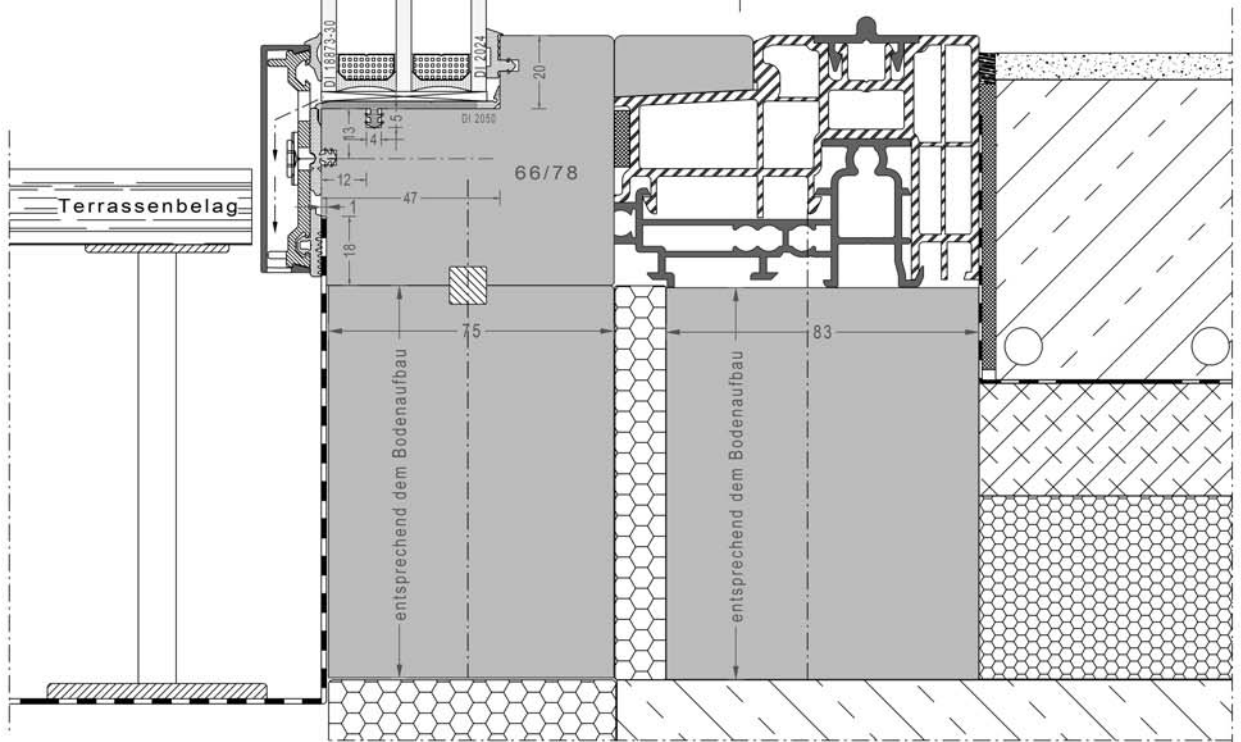 DI 18873-30
DI 2024
20
DI 2050
5
13
4
66/78
12
47
Terrassenbelag
1
18
75
83
entsprechend dem Bodenaufbau
entsprechend dem Bodenaufbau